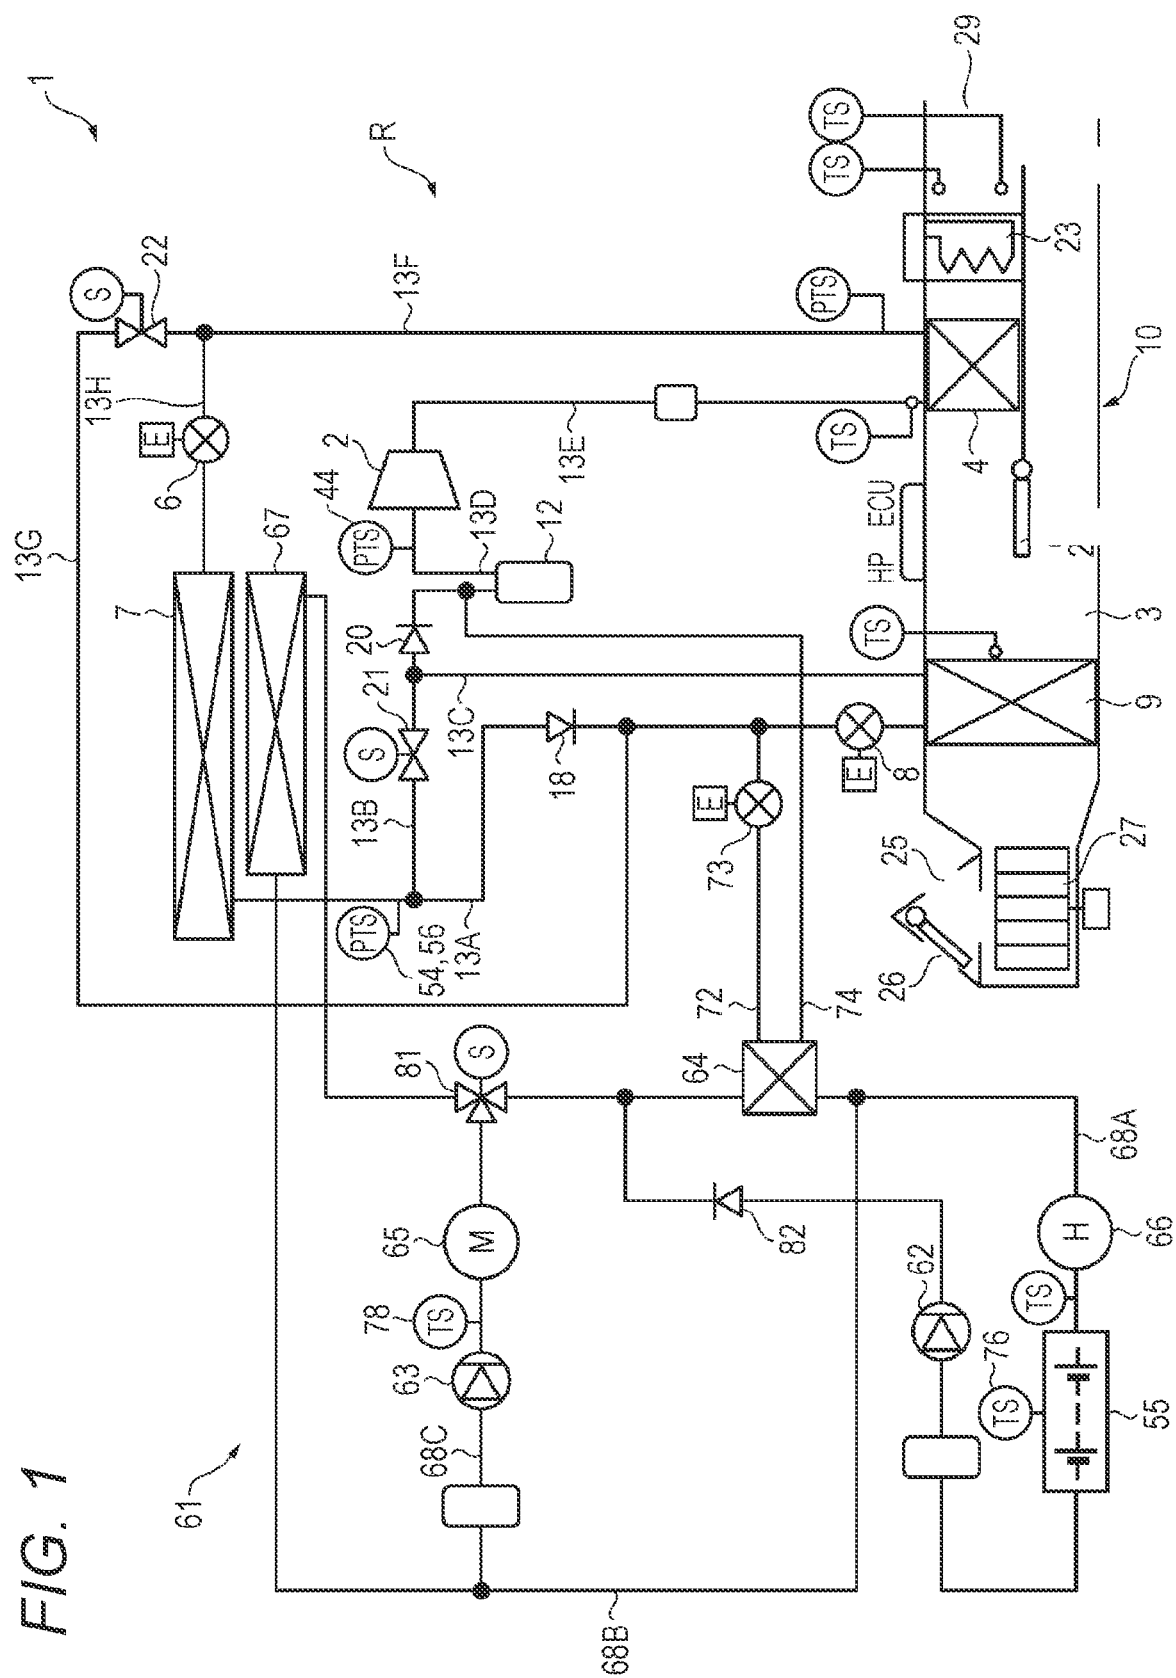 FIG. 1
1
R
29
TS
TS
S
22
13F
13G
13H
E
6
7
67
2
44
PTS
13E
13D
12
PTS
TS
4
23
10
HP ECU
2
3
TS
9
20
21
S
13C
13B
18
E
8
E
73
PTS
54, 56
13A
25
26
27
72
74
64
81
S
65
M
78
TS
63
68C
61
68B
82
62
68A
H
66
TS
76
TS
55